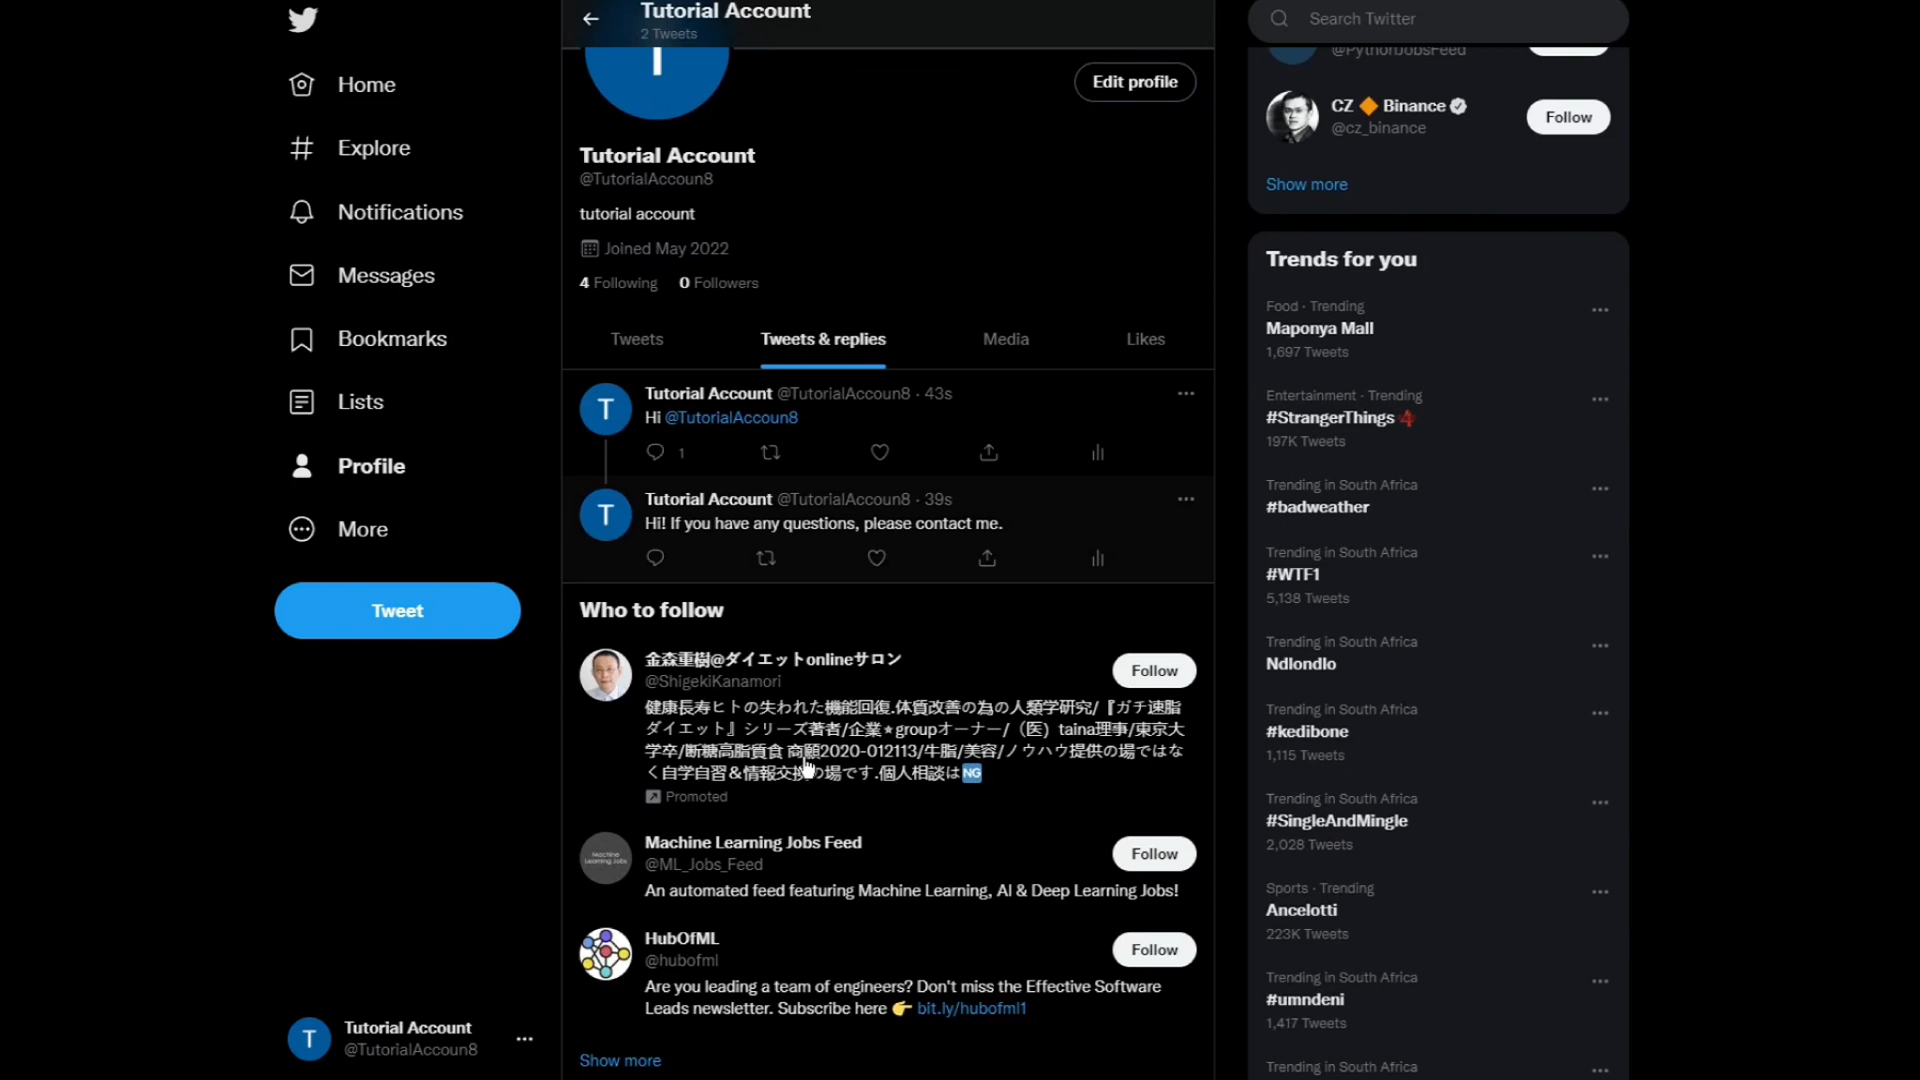 Home
Explore
Notifications
Messages
Bookmarks
Lists
Profile
More
Tweet
T
Tutorial Account
@TutorialAccoun8
Tutorial Account
2 Tweets
Edit profile
Tutorial Account
@TutorialAccoun8
tutorial account
Joined May 2022
4 Following 0 Followers
Tweets Tweets & replies Media Likes
T
Tutorial Account @TutorialAccoun8 · 43s
Hi @TutorialAccoun8
1
T
Tutorial Account @TutorialAccoun8 · 39s
Hi! If you have any questions, please contact me.
Who to follow
金森重樹@ダイエットonlineサロン
@ShigekiKanamori
Follow
健康長寿ヒトの失われた機能回復.体質改善の為の人類学研究/『ガチ速脂
ダイエット』シリーズ著者/企業★groupオーナー/（医）taina理事/東京大
学卒/断糖高脂質食 商願2020-012113/牛脂/美容/ノウハウ提供の場ではな
く自学自習＆情報交換の場です.個人相談は🆖
Promoted
Machine Learning Jobs
Machine Learning Jobs Feed
@ML_Jobs_Feed
Follow
An automated feed featuring Machine Learning, AI & Deep Learning Jobs!
HubOfML
@hubofml
Follow
Are you leading a team of engineers? Don't miss the Effective Software
Leads newsletter. Subscribe here 👉 bit.ly/hubofml1
Show more
Search Twitter
@PythonJobsFeed
CZ 🔶 Binance
@cz_binance
Follow
Show more
Trends for you
Food · Trending
Maponya Mall
1,697 Tweets
Entertainment · Trending
#StrangerThings
197K Tweets
Trending in South Africa
#badweather
Trending in South Africa
#WTF1
5,138 Tweets
Trending in South Africa
Ndlondlo
Trending in South Africa
#kedibone
1,115 Tweets
Trending in South Africa
#SingleAndMingle
2,028 Tweets
Sports · Trending
Ancelotti
223K Tweets
Trending in South Africa
#umndeni
1,417 Tweets
Trending in South Africa